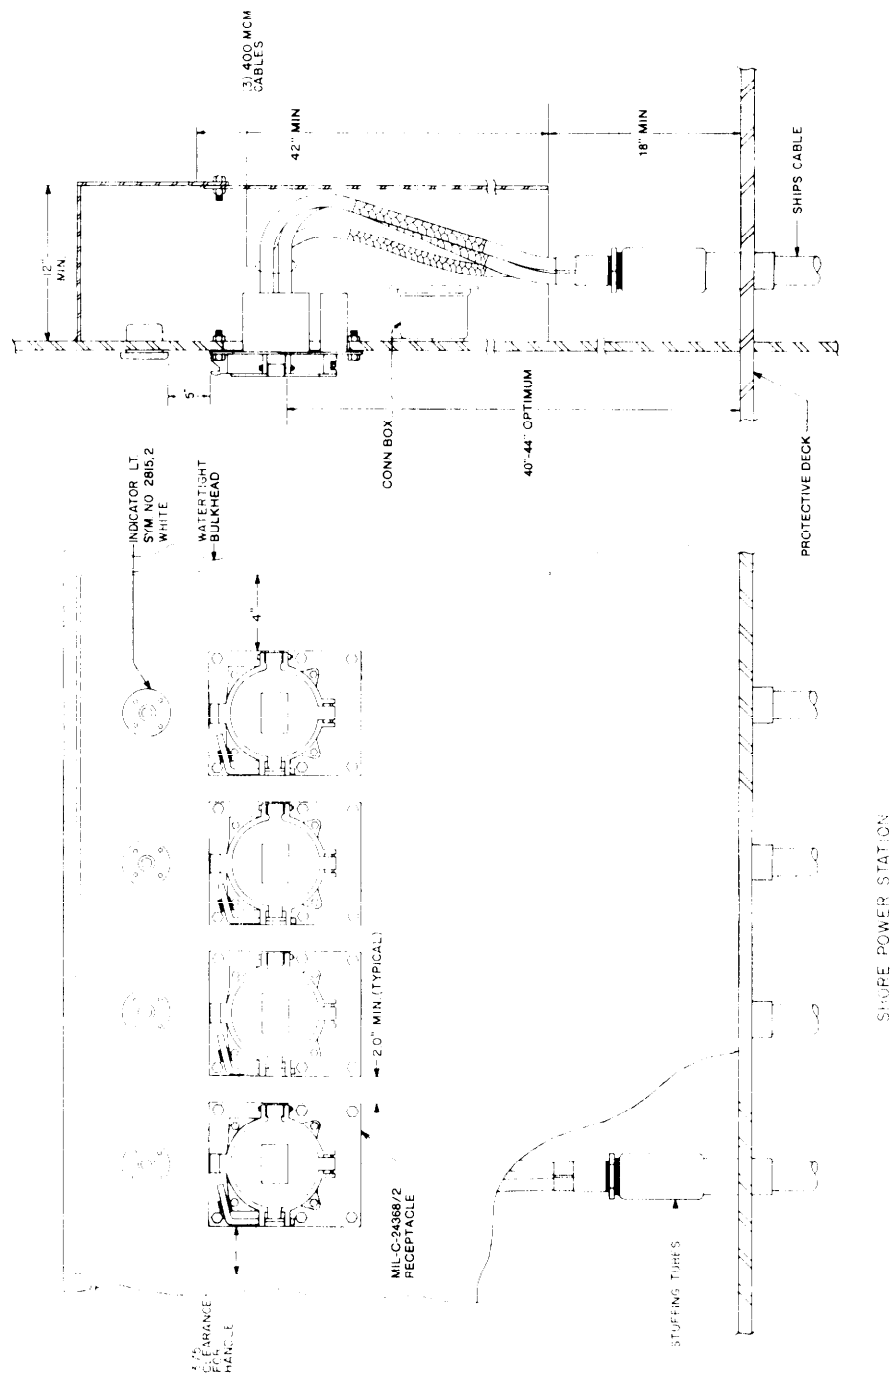 (3) 400 MCM
CABLES
42" MIN
18" MIN
SHIPS CABLE
12"
MIN.
5"
CONN BOX
40"-44" OPTIMUM
PROTECTIVE DECK
INDICATOR LT.
SYM. NO 2815.2
WHITE
WATERTIGHT
BULKHEAD
4"
2.0" MIN. (TYPICAL)
MIL-C-24368/2
RECEPTACLE
CLEARANCE
FOR
HANDLE
STUFFING TUBES
SHORE POWER STATION